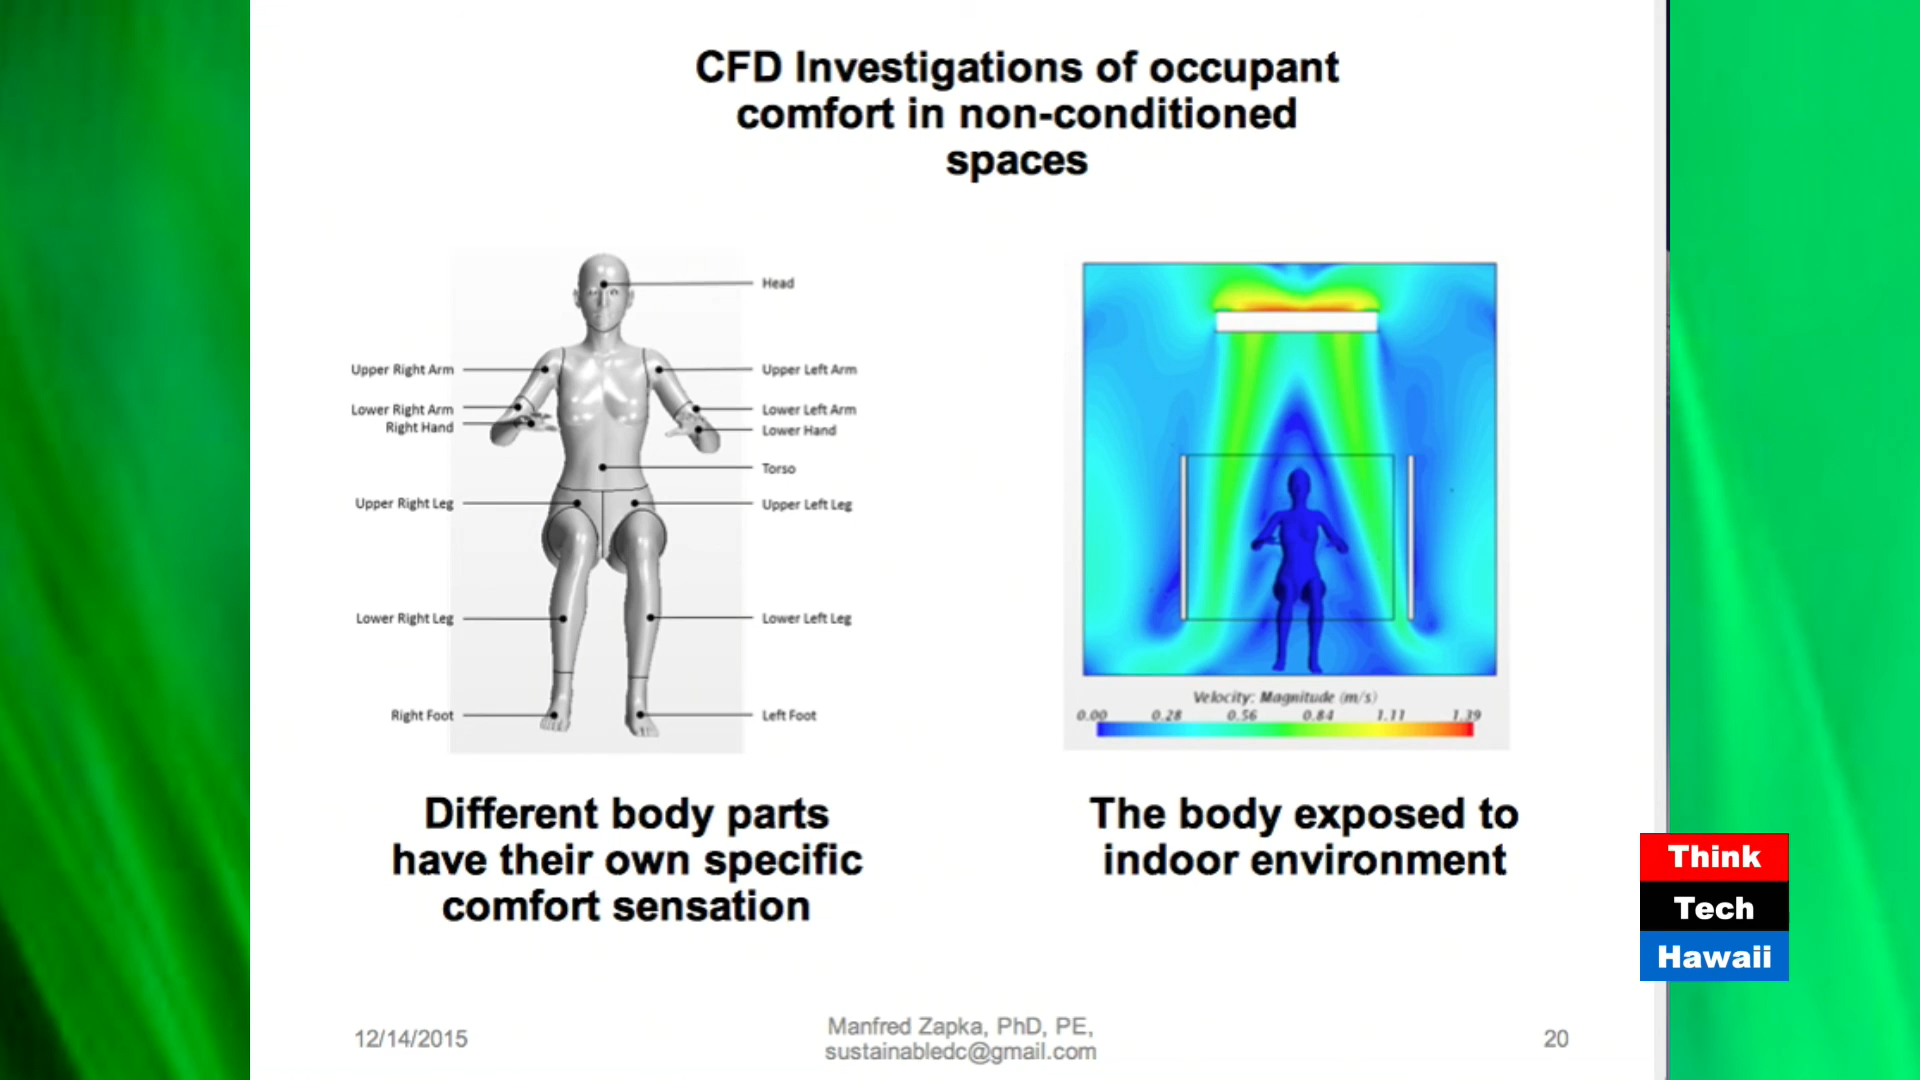 CFD Investigations of occupant
comfort in non-conditioned
spaces
Head
Upper Right Arm
Upper Left Arm
Lower Right Arm
Lower Left Arm
Right Hand
Lower Hand
Torso
Upper Right Leg
Upper Left Leg
Lower Right Leg
Lower Left Leg
Right Foot
Left Foot
Velocity: Magnitude (m/s)
0.00 0.28 0.56 0.84 1.11 1.39
Different body parts
have their own specific
comfort sensation
The body exposed to
indoor environment
Think
Tech
Hawaii
12/14/2015
Manfred Zapka, PhD, PE,
sustainabledc@gmail.com
20